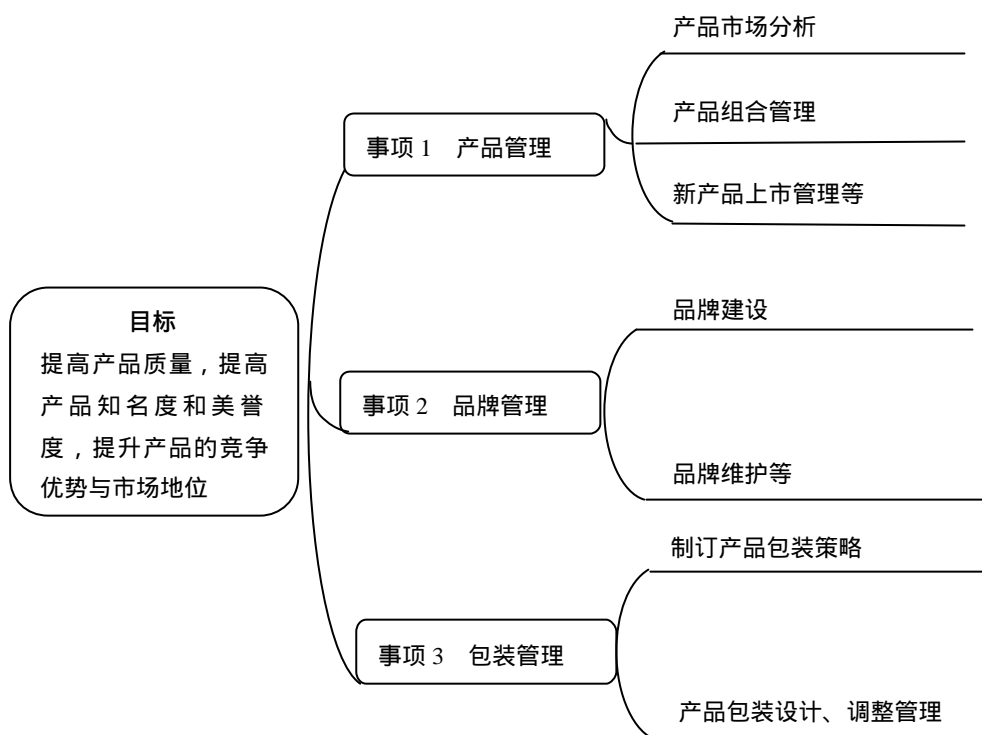 目标
提高产品质量，提高
产品知名度和美誉
度，提升产品的竞争
优势与市场地位
事项 1　产品管理
产品市场分析
产品组合管理
新产品上市管理等
事项 2　品牌管理
品牌建设
品牌维护等
事项 3　包装管理
制订产品包装策略
产品包装设计、调整管理